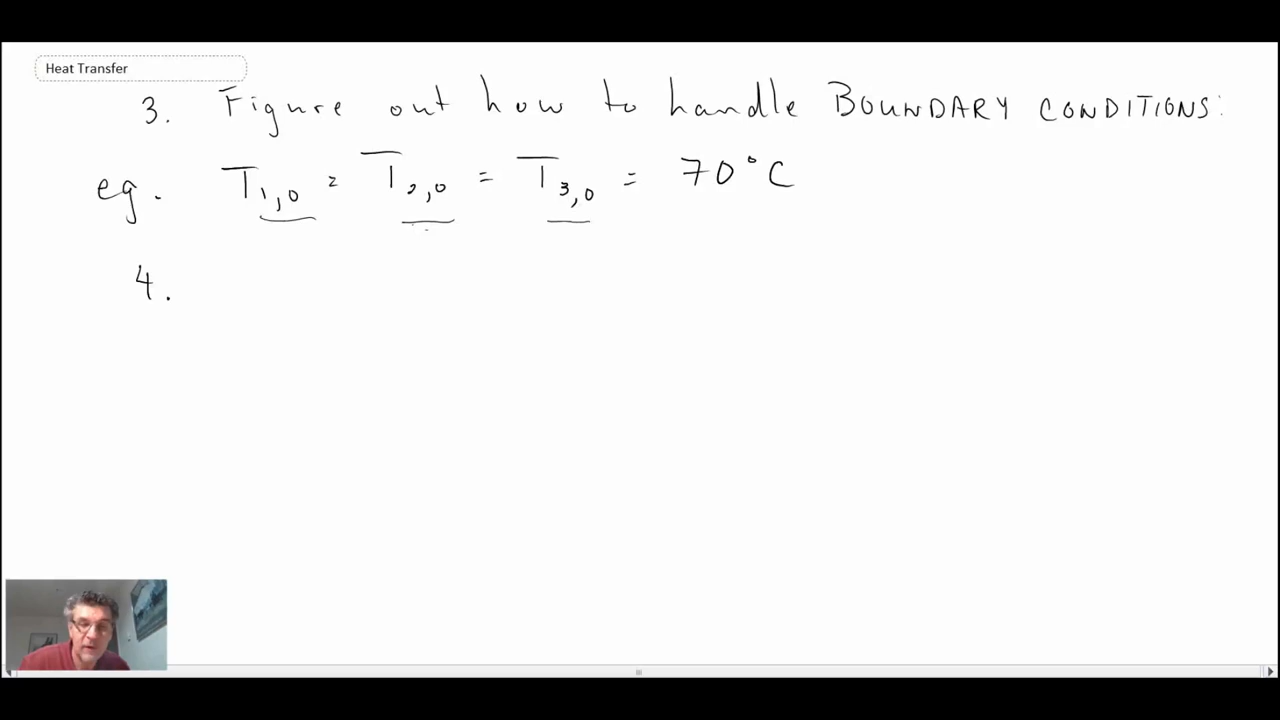 Heat Transfer
3. Figure out how to handle BOUNDARY CONDITIONS:
eg. T1,0 = T2,0 = T3,0 = 70°C
4.